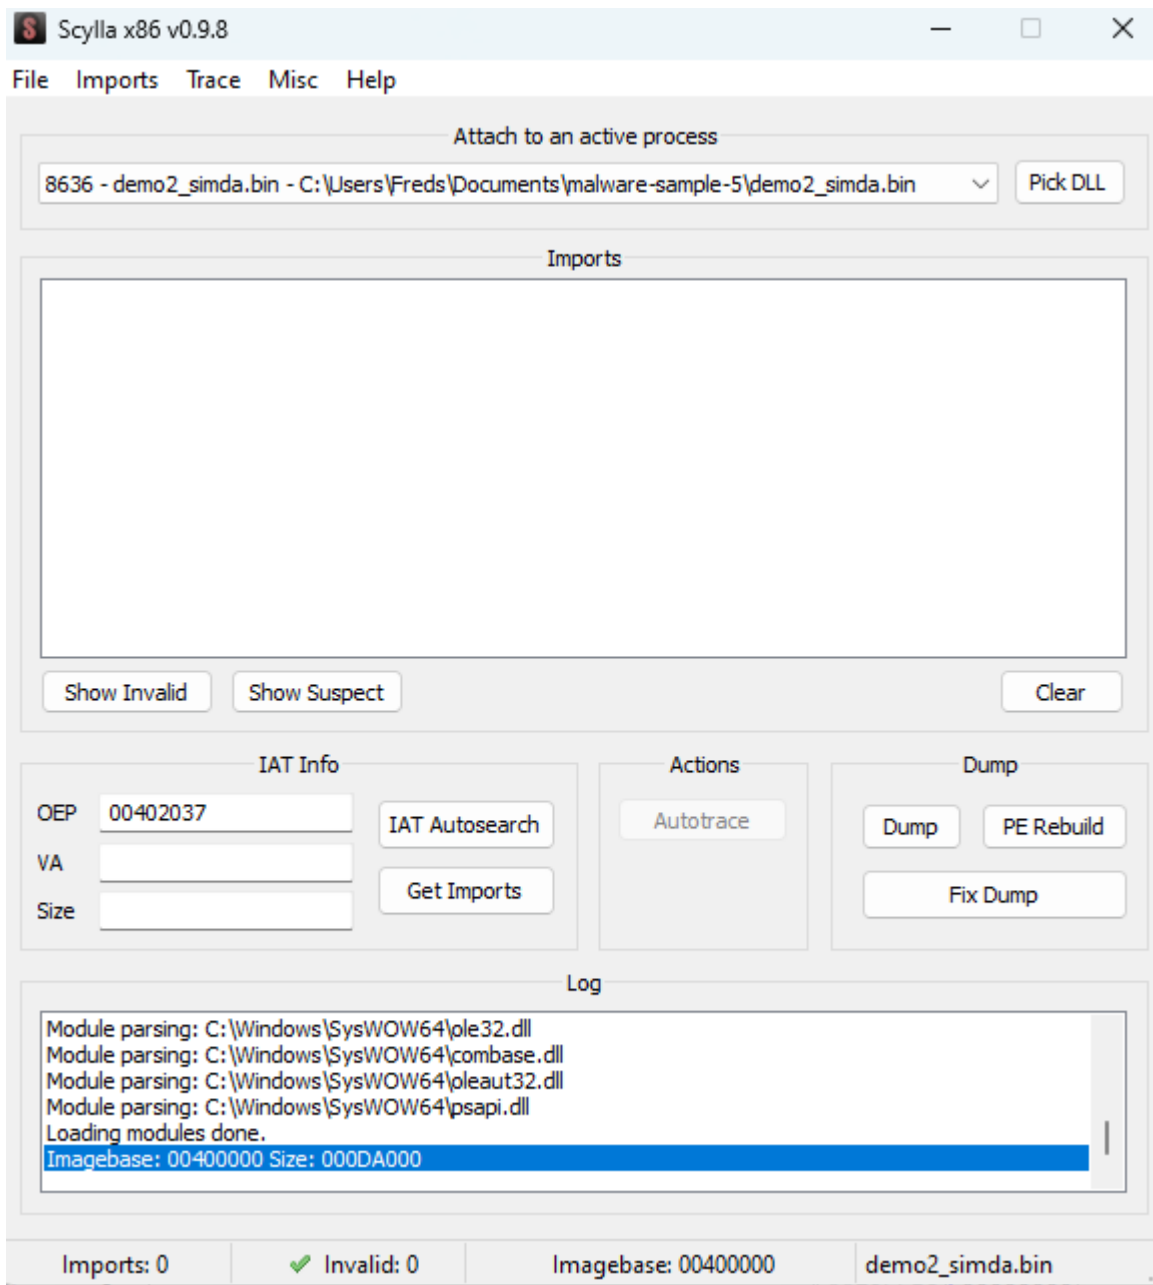 Scylla x86 v0.9.8
File Imports Trace Misc Help
Attach to an active process
8636 - demo2_simda.bin - C:\Users\Freds\Documents\malware-sample-5\demo2_simda.bin
Pick DLL
Imports
Show Invalid
Show Suspect
Clear
IAT Info
OEP 00402037
VA
Size
IAT Autosearch
Get Imports
Actions
Autotrace
Dump
Dump
PE Rebuild
Fix Dump
Log
Module parsing: C:\Windows\SysWOW64\ole32.dll
Module parsing: C:\Windows\SysWOW64\combase.dll
Module parsing: C:\Windows\SysWOW64\oleaut32.dll
Module parsing: C:\Windows\SysWOW64\psapi.dll
Loading modules done.
Imagebase: 00400000 Size: 000DA000
Imports: 0
Invalid: 0
Imagebase: 00400000
demo2_simda.bin